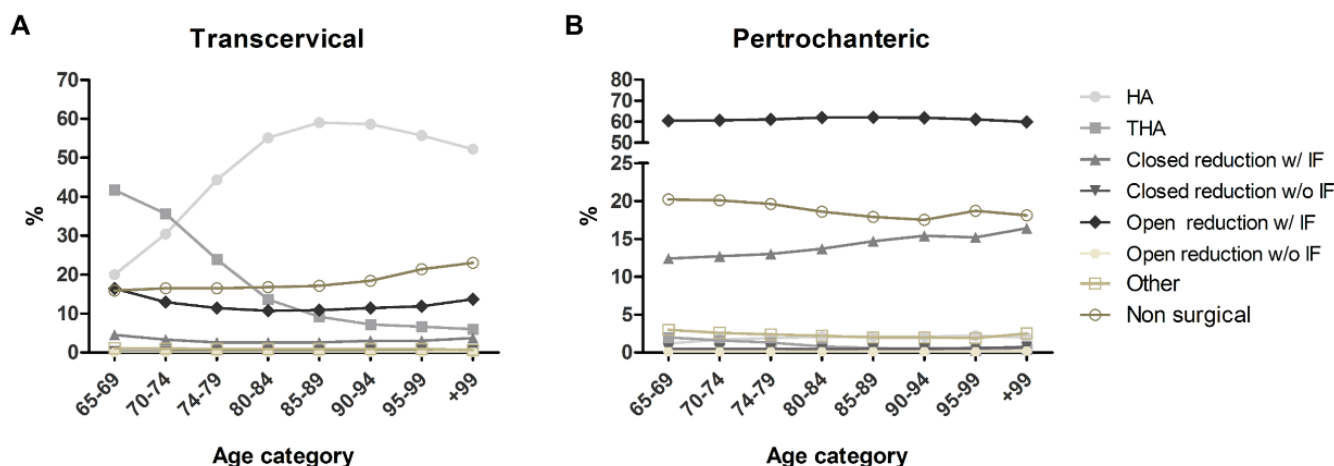 A
Transcervical
70
60
50
40
30
20
10
0
%
65-69
70-74
74-79
80-84
85-89
90-94
95-99
+99
Age category
B
Pertrochanteric
80
70
60
50
25
20
15
10
5
0
%
65-69
70-74
74-79
80-84
85-89
90-94
95-99
+99
Age category
HA
THA
Closed reduction w/ IF
Closed reduction w/o IF
Open reduction w/ IF
Open reduction w/o IF
Other
Non surgical